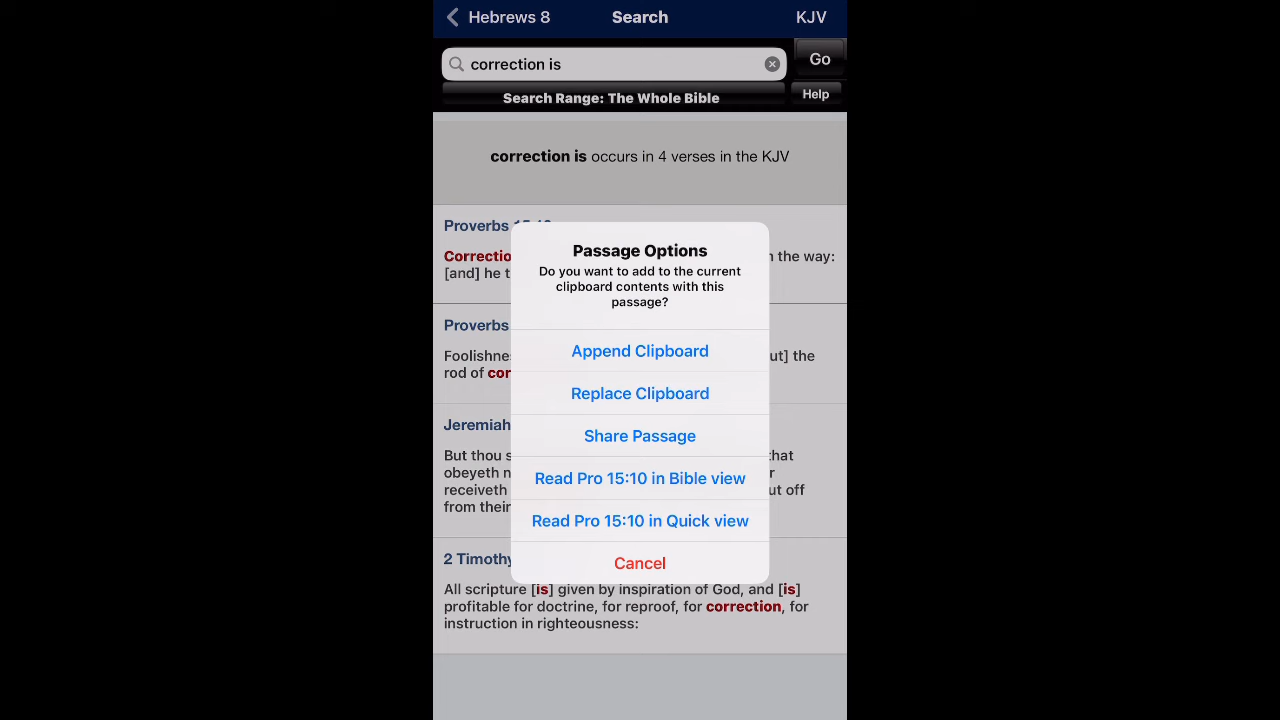 Hebrews 8 Search KJV
correction is Go
Search Range: The Whole Bible Help
correction is occurs in 4 verses in the KJV
Proverbs
Passage Options
Correctio the way:
Do you want to add to the current
[and] he t
clipboard contents with this
passage?
Proverbs
Append Clipboard
Foolishne ut] the
rod of cor
Replace Clipboard
Jeremiah
Share Passage
But thou s that
obeyeth n r
Read Pro 15:10 in Bible view
receiveth ut off
from their
Read Pro 15:10 in Quick view
2 Timothy
Cancel
All scripture [is] given by inspiration of God, and [is]
profitable for doctrine, for reproof, for correction, for
instruction in righteousness: